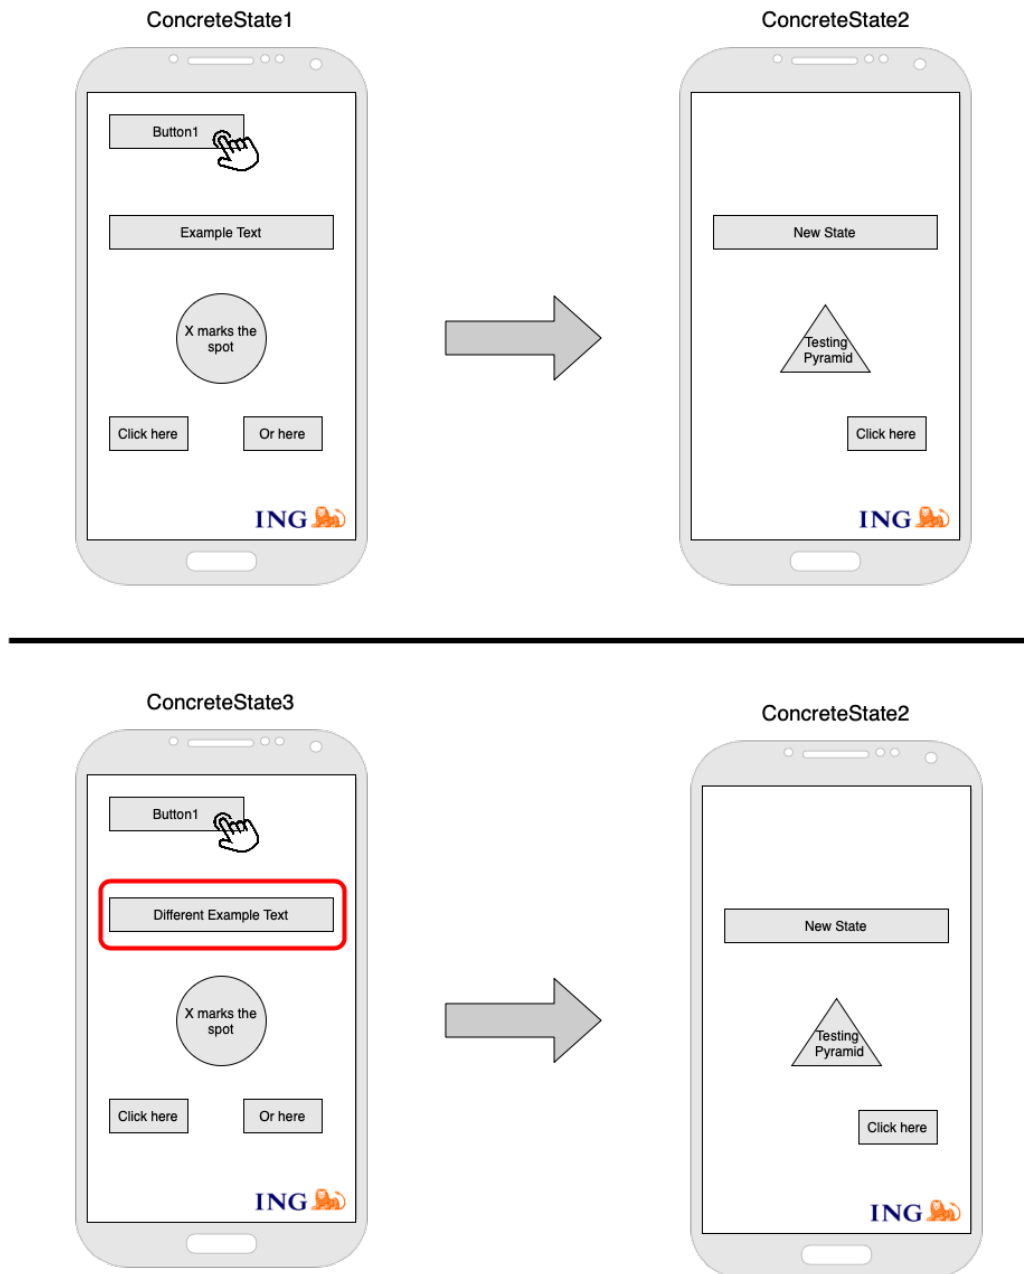 ConcreteState1
ConcreteState2
Button1
Example Text
New State
X marks the
spot
Testing
Pyramid
Click here
Or here
Click here
ING
ING
ConcreteState3
ConcreteState2
Button1
Different Example Text
New State
X marks the
spot
Testing
Pyramid
Click here
Or here
Click here
ING
ING